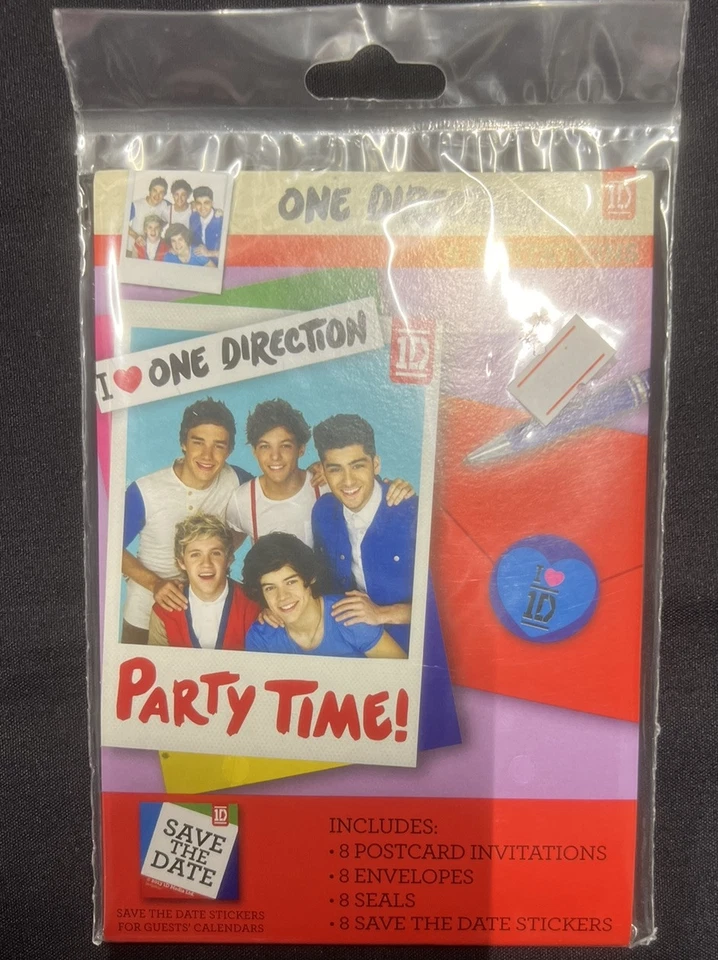 ONE DIRECTION
1D
I ♥ ONE DIRECTION
1D
I ♥
1D
PARTY TIME!
1D
SAVE
THE
DATE
SAVE THE DATE STICKERS
FOR GUESTS' CALENDARS
INCLUDES:
• 8 POSTCARD INVITATIONS
• 8 ENVELOPES
• 8 SEALS
• 8 SAVE THE DATE STICKERS